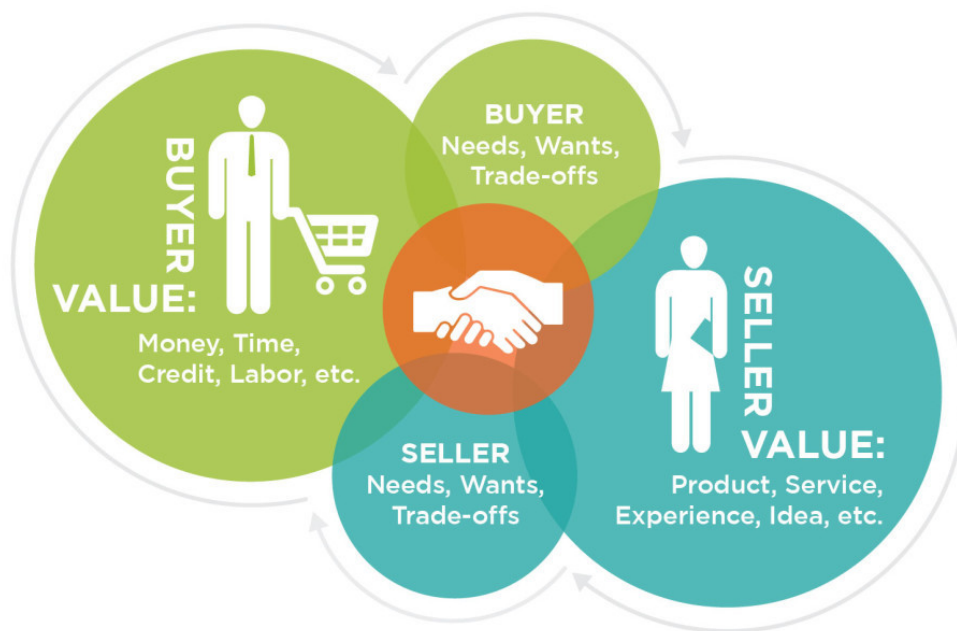 BUYER
VALUE:
Money, Time,
Credit, Labor, etc.
BUYER
Needs, Wants,
Trade-offs
SELLER
Needs, Wants,
Trade-offs
SELLER
VALUE:
Product, Service,
Experience, Idea, etc.